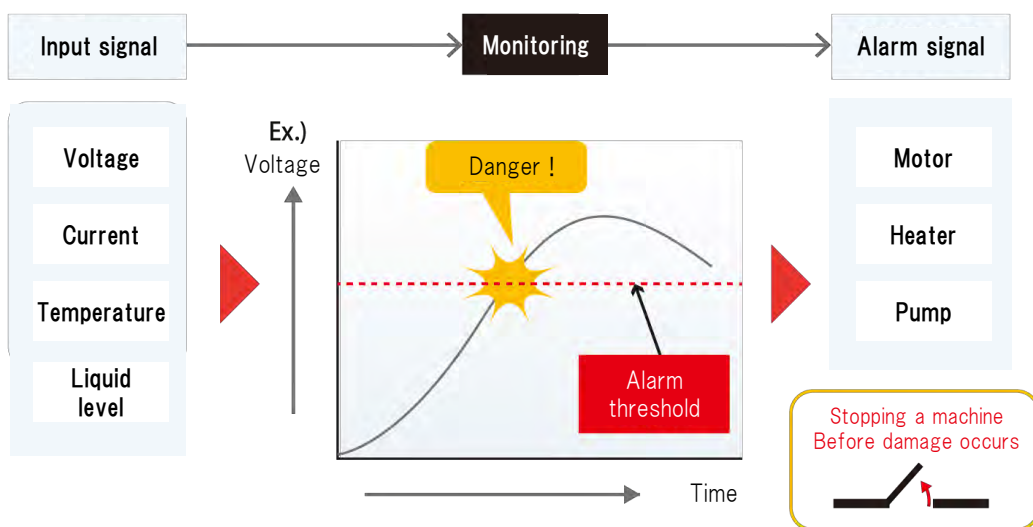 Input signal
Monitoring
Alarm signal
Voltage
Current
Temperature
Liquid
level
Ex.)
Voltage
Danger！
Alarm
threshold
Time
Motor
Heater
Pump
Stopping a machine
Before damage occurs